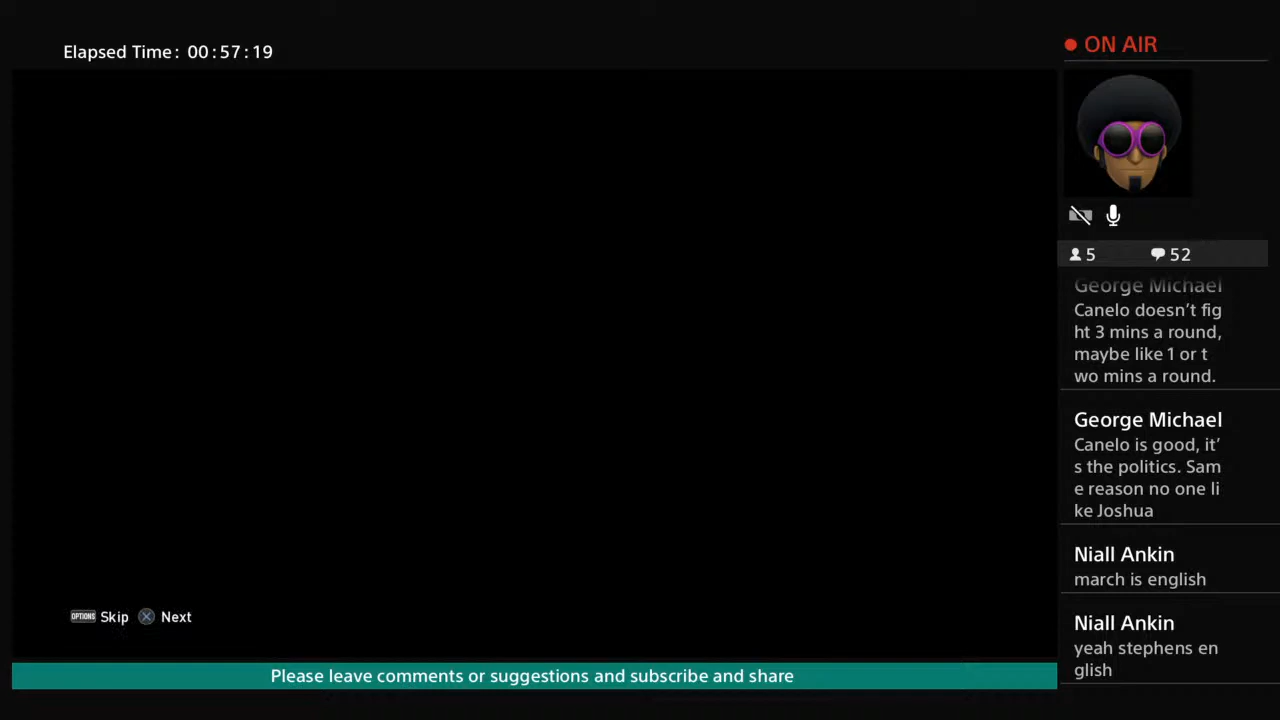 Elapsed Time: 00:57:19
ON AIR
5 52
George Michael
Canelo doesn't fig
ht 3 mins a round,
maybe like 1 or t
wo mins a round.
George Michael
Canelo is good, it'
s the politics. Sam
e reason no one li
ke Joshua
Niall Ankin
march is english
Niall Ankin
yeah stephens en
glish
OPTIONS Skip Next
Please leave comments or suggestions and subscribe and share